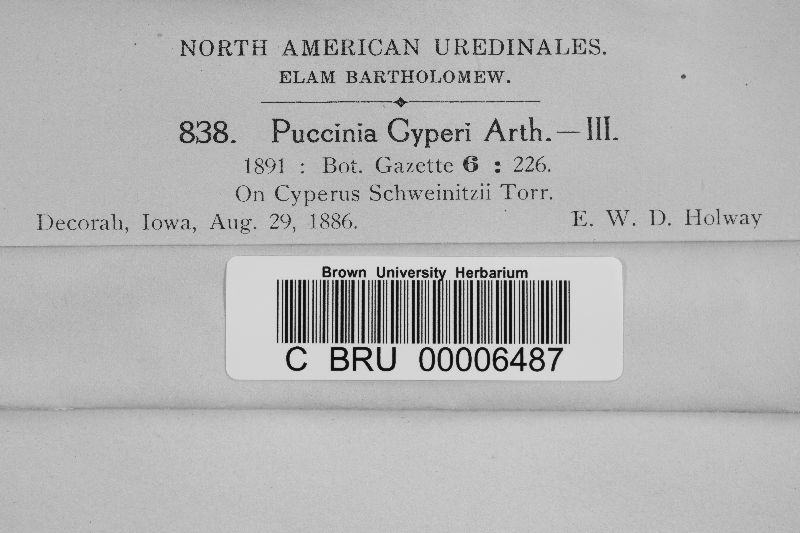 NORTH AMERICAN UREDINALES.
ELAM BARTHOLOMEW.
838. Puccinia Cyperi Arth.—III.
1891 : Bot. Gazette 6 : 226.
On Cyperus Schweinitzii Torr.
Decorah, Iowa, Aug. 29, 1886. E. W. D. Holway
Brown University Herbarium
C BRU 00006487